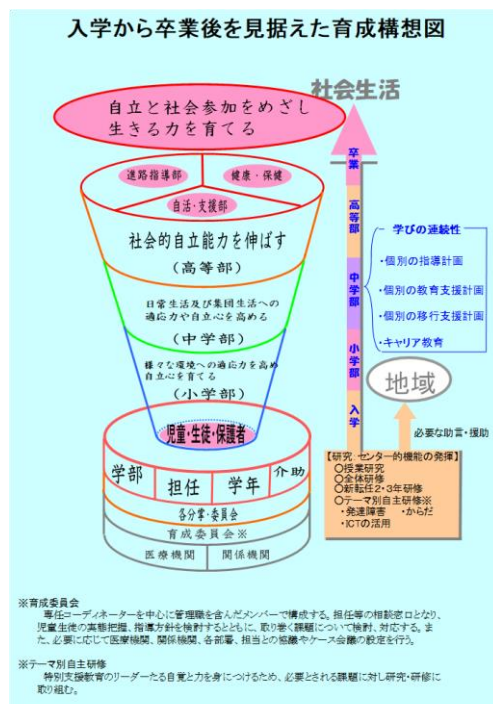 入学から卒業後を見据えた育成構想図
社会生活
自立と社会参加をめざし
生きる力を育てる
進路指導部
健康・保健
自活・支援部
社会的自立能力を伸ばす
(高等部)
日常生活及び集団生活への
適応力や自立心を高める
(中学部)
様々な環境への適応力を高め
自立心を育てる
(小学部)
児童・生徒・保護者
学部
担任
学年
介助
各分掌・委員会
育成委員会※
医療機関
関係機関
卒業
高等部
中学部
小学部
入学
学びの連続性
・個別の指導計画
・個別の教育支援計画
・個別の移行支援計画
・キャリア教育
地域
必要な助言・援助
【研究 センター的機能の発揮】
〇授業研究
〇全体研修
〇新転任2・3年研修
〇テーマ別自主研修※
・発達障害 ・からだ
・ICTの活用
※育成委員会
専任コーディネーターを中心に管理職を含んだメンバーで構成する。担任等の相談窓口となり、
児童生徒の実態把握、指導方針を検討するとともに、取り巻く課題について検討、対応する。ま
た、必要に応じて医療機関、関係機関、各部署、担当との協議やケース会議の設定を行う。
※テーマ別自主研修
特別支援教育のリーダーたる自覚と力を身につけるため、必要とされる課題に対し研究・研修に
取り組む。